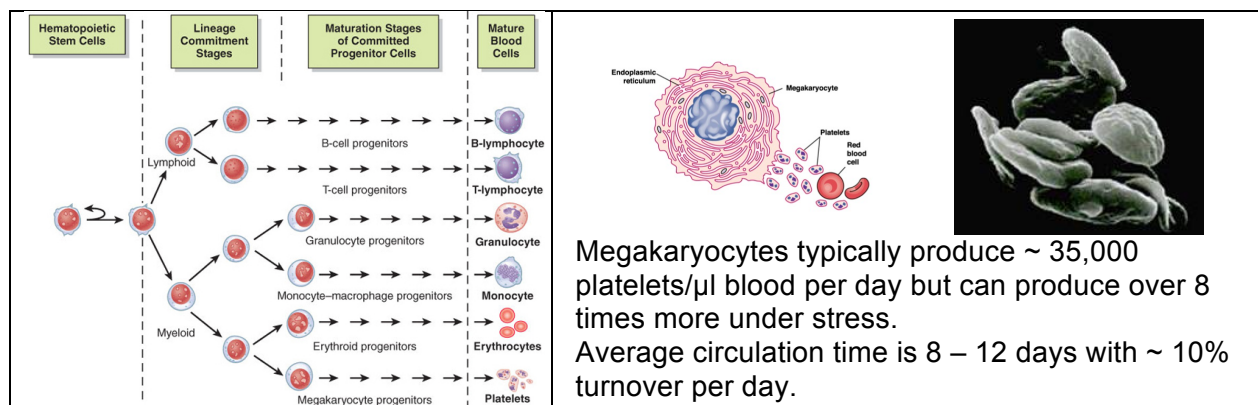 Hematopoietic
Stem Cells
Lineage
Commitment
Stages
Maturation Stages
of Committed
Progenitor Cells
Mature
Blood
Cells
B-cell progenitors
B-lymphocyte
Lymphoid
T-cell progenitors
T-lymphocyte
Granulocyte progenitors
Granulocyte
Monocyte–macrophage progenitors
Monocyte
Myeloid
Erythroid progenitors
Erythrocytes
Megakaryocyte progenitors
Platelets
Endoplasmic
reticulum
Megakaryocyte
Platelets
Red
blood
cell
Megakaryocytes typically produce ~ 35,000
platelets/µl blood per day but can produce over 8
times more under stress.
Average circulation time is 8 – 12 days with ~ 10%
turnover per day.